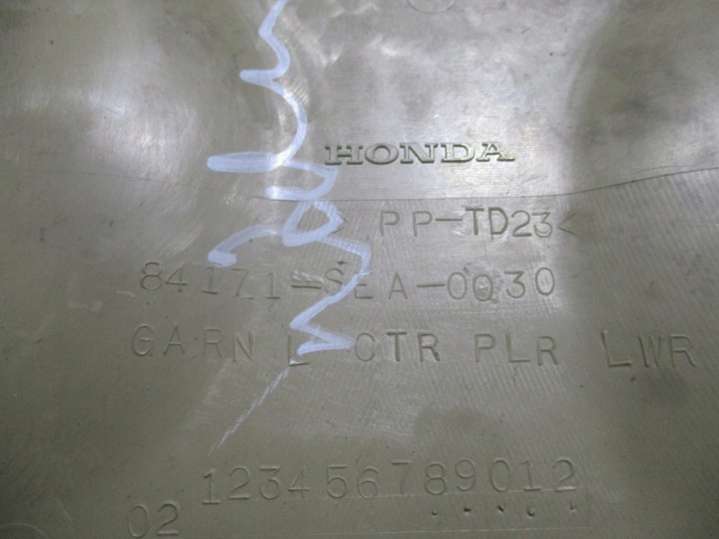 HONDA
> PP-TD23<
84171-SEA-0030
GARN L CTR PLR LWR
123456789012
02